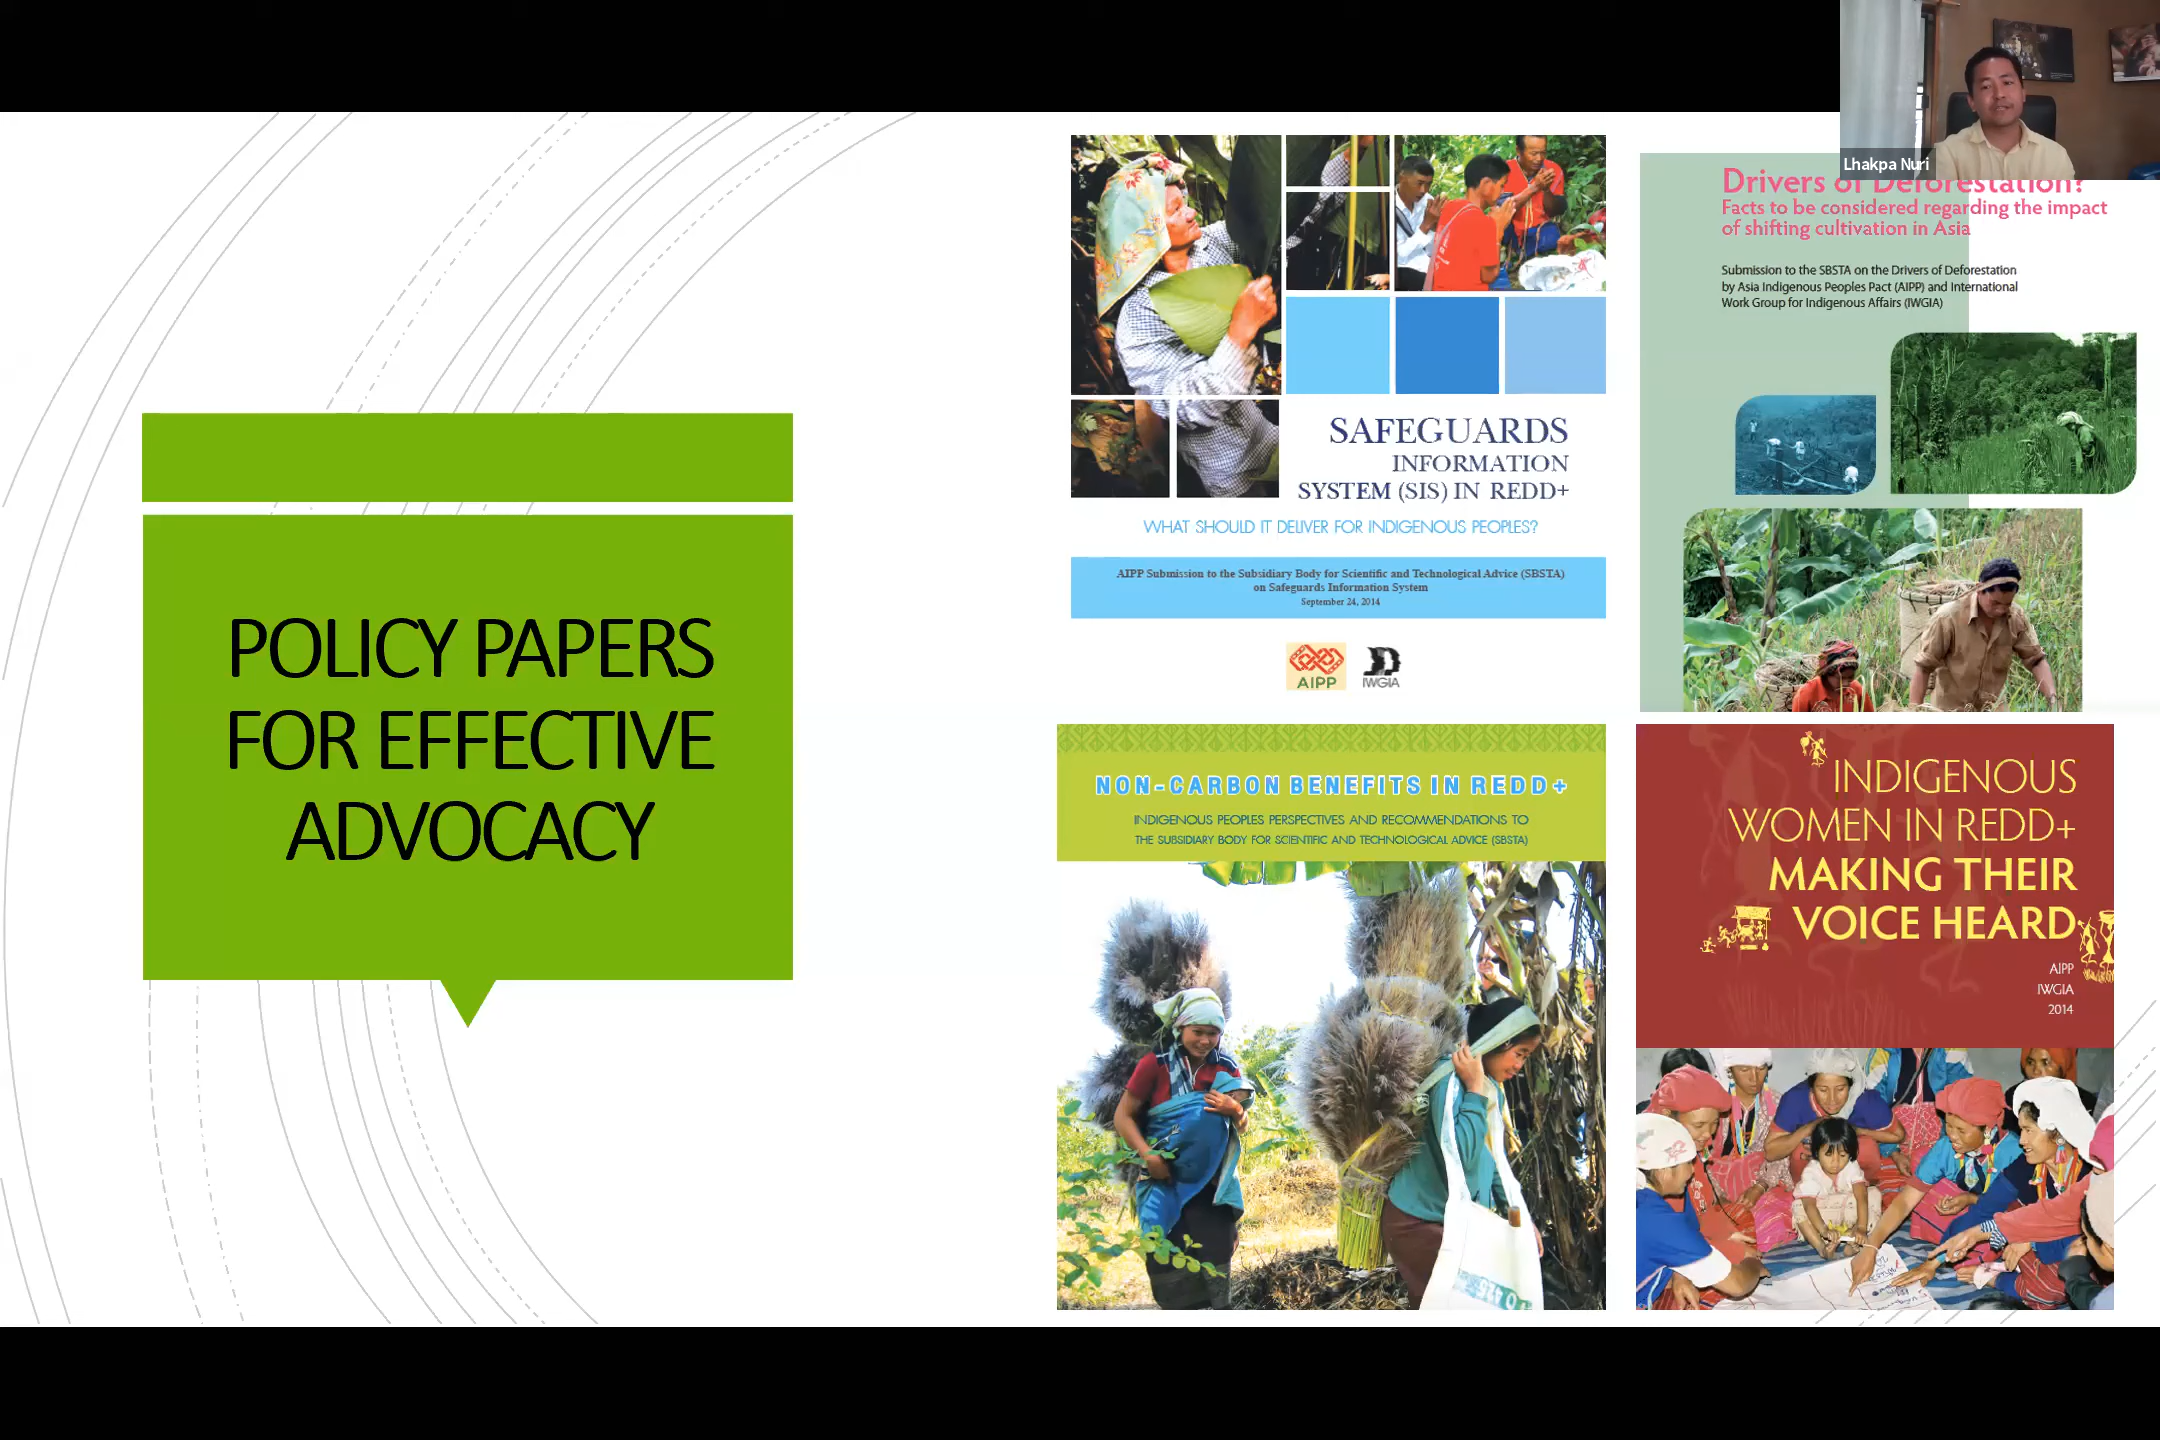 POLICY PAPERS
FOR EFFECTIVE
ADVOCACY
SAFEGUARDS
INFORMATION
SYSTEM (SIS) IN REDD+
WHAT SHOULD IT DELIVER FOR INDIGENOUS PEOPLES?
AIPP Submission to the Subsidiary Body for Scientific and Technological Advice (SBSTA)
on Safeguards Information System
September 24, 2014
AIPP
IWGIA
Lhakpa Nuri
Drivers of Deforestation?
Facts to be considered regarding the impact
of shifting cultivation in Asia
Submission to the SBSTA on the Drivers of Deforestation
by Asia Indigenous Peoples Pact (AIPP) and International
Work Group for Indigenous Affairs (IWGIA)
NON-CARBON BENEFITS IN REDD+
INDIGENOUS PEOPLES PERSPECTIVES AND RECOMMENDATIONS TO
THE SUBSIDIARY BODY FOR SCIENTIFIC AND TECHNOLOGICAL ADVICE (SBSTA)
INDIGENOUS
WOMEN IN REDD+
MAKING THEIR
VOICE HEARD
AIPP
IWGIA
2014